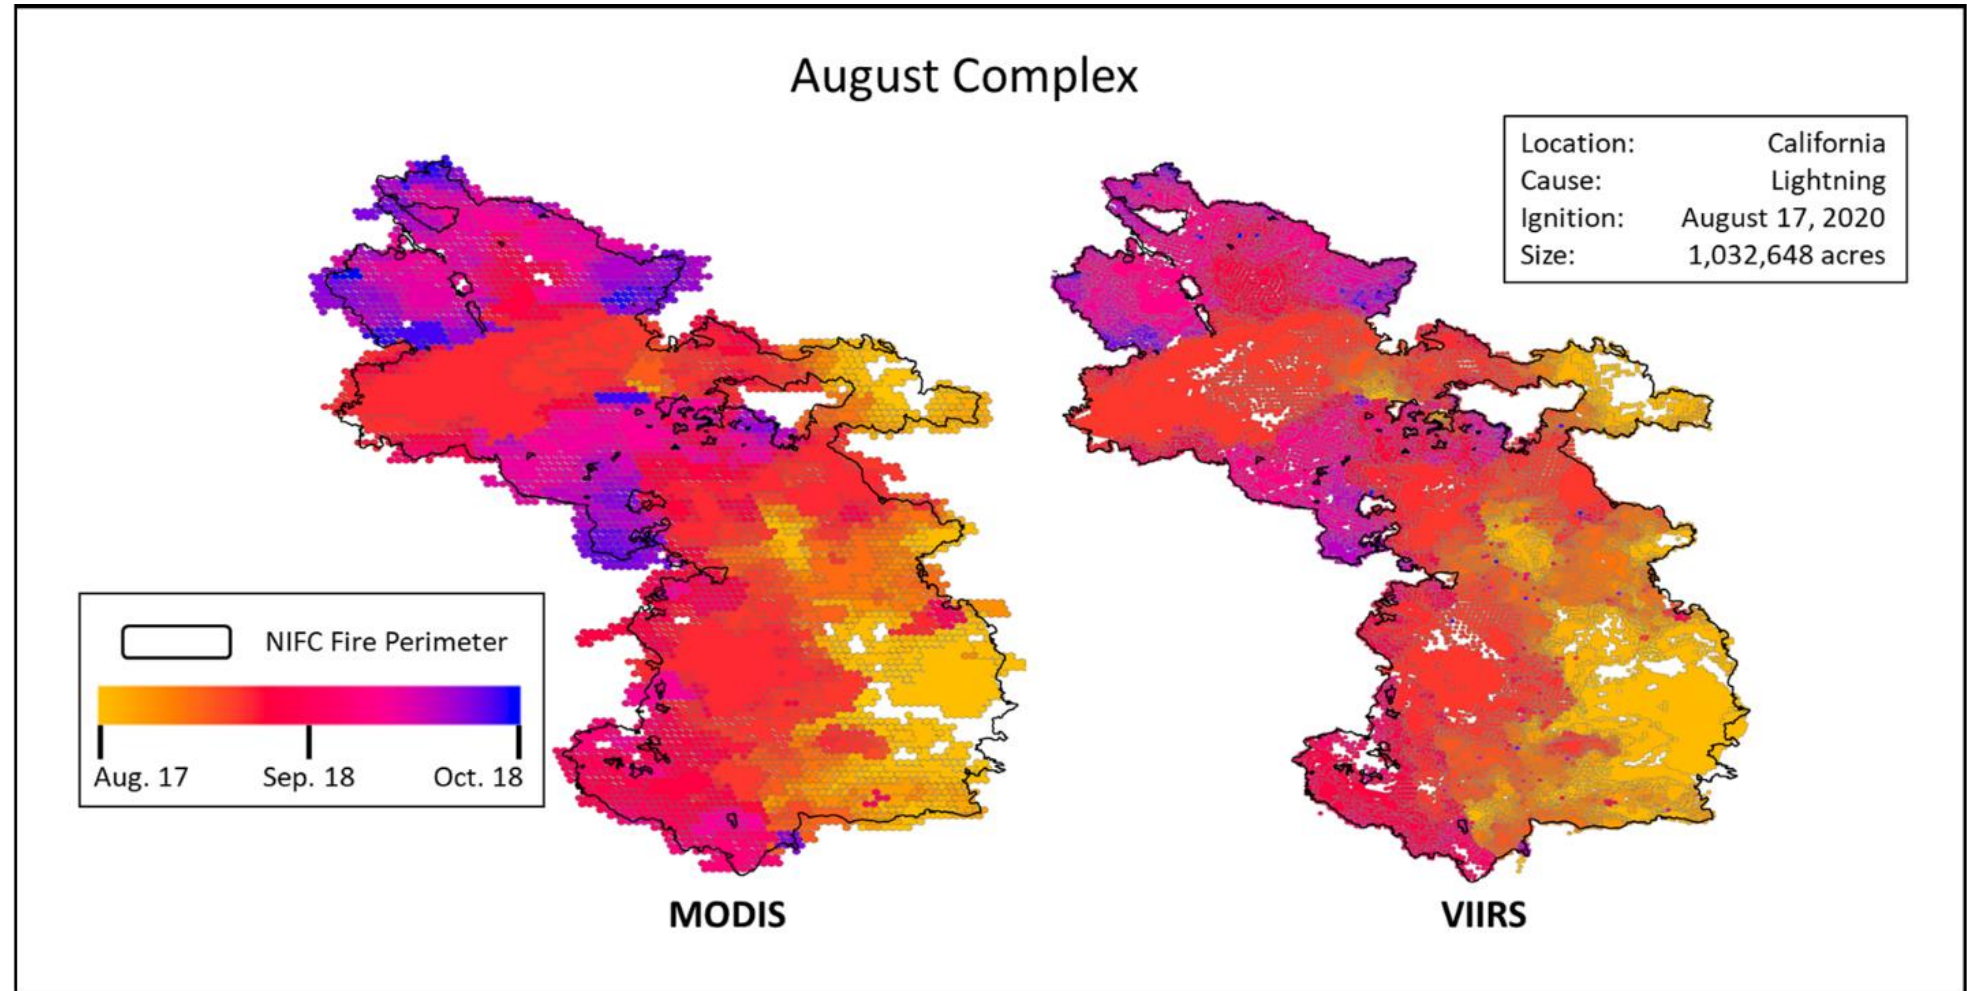 August Complex
Location: California
Cause: Lightning
Ignition: August 17, 2020
Size: 1,032,648 acres
NIFC Fire Perimeter
Aug. 17 Sep. 18 Oct. 18
MODIS VIIRS